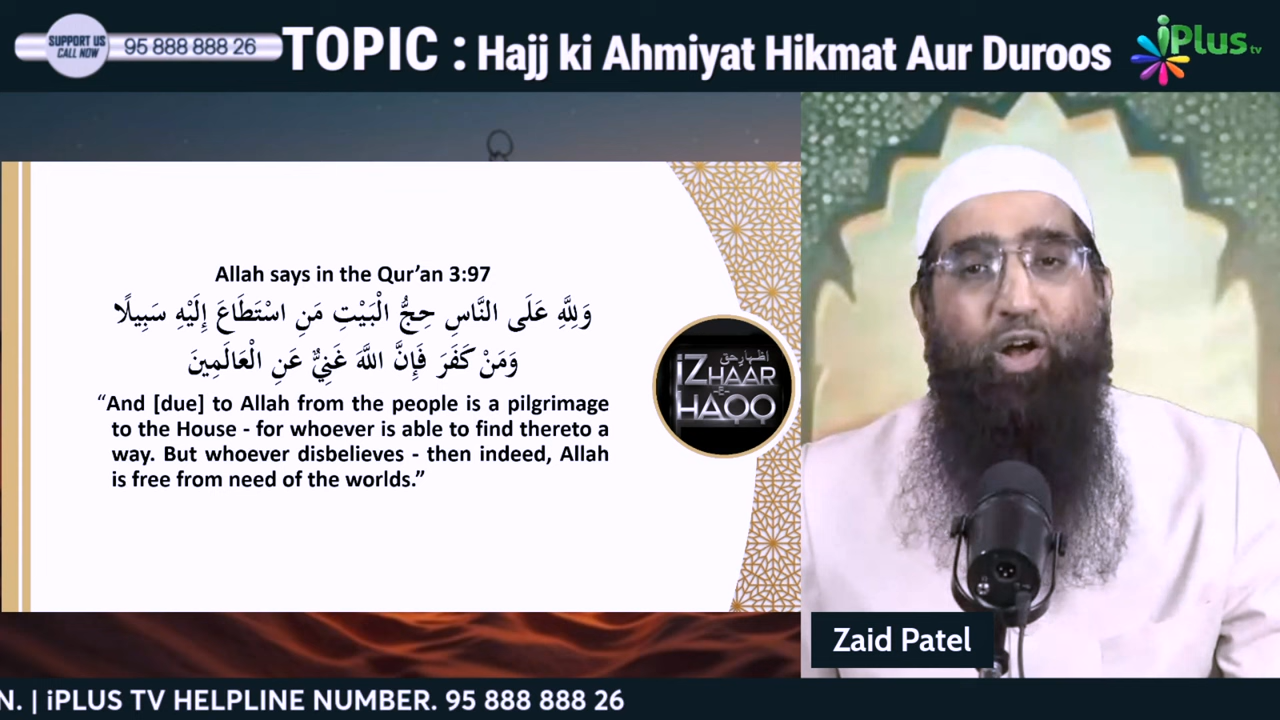 SUPPORT US
CALL NOW
95 888 888 26
TOPIC : Hajj ki Ahmiyat Hikmat Aur Duroos
iPlus tv
Allah says in the Qur’an 3:97
وَلِلَّهِ عَلَى النَّاسِ حِجُّ الْبَيْتِ مَنِ اسْتَطَاعَ إِلَيْهِ سَبِيلًا
وَمَنْ كَفَرَ فَإِنَّ اللَّهَ غَنِيٌّ عَنِ الْعَالَمِينَ
“And [due] to Allah from the people is a pilgrimage
to the House - for whoever is able to find thereto a
way. But whoever disbelieves - then indeed, Allah
is free from need of the worlds.”
اظہارِ حق
iZHAAR
-E-
HAQQ
Zaid Patel
N. | iPLUS TV HELPLINE NUMBER. 95 888 888 26